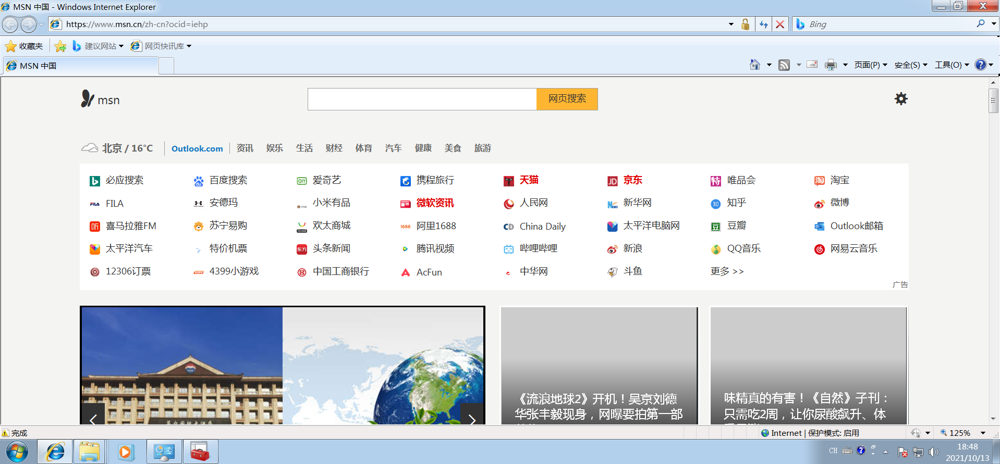 MSN 中国 - Windows Internet Explorer
https://www.msn.cn/zh-cn?ocid=iehp
Bing
收藏夹
建议网站
网页快讯库
MSN 中国
页面(P)
安全(S)
工具(O)
msn
网页搜索
北京 / 16°C
Outlook.com
资讯 娱乐 生活 财经 体育 汽车 健康 美食 旅游
必应搜索 百度搜索 QIY 爱奇艺 携程旅行 天猫 JD 京东 特 唯品会 淘 淘宝
FILA FILA 安德玛 小米有品 微软资讯 人民网 News 新华网 知 知乎 微博
听 喜马拉雅FM 苏宁易购 欢太商城 1688 阿里1688 CD China Daily 太平洋电脑网 豆 豆瓣 Outlook邮箱
太平洋汽车 特价机票 东方 头条新闻 腾讯视频 哔哩哔哩 新浪 QQ音乐 网易云音乐
12306订票 4399 4399小游戏 中国工商银行 AcFun 中华网 斗鱼 更多 >>
广告
《流浪地球2》开机！吴京刘德
华张丰毅现身，网曝要拍第一部
味精真的有害！《自然》子刊：
只需吃2周，让你尿酸飙升、体
完成
Internet | 保护模式: 启用
125%
CH
18:48
2021/10/13